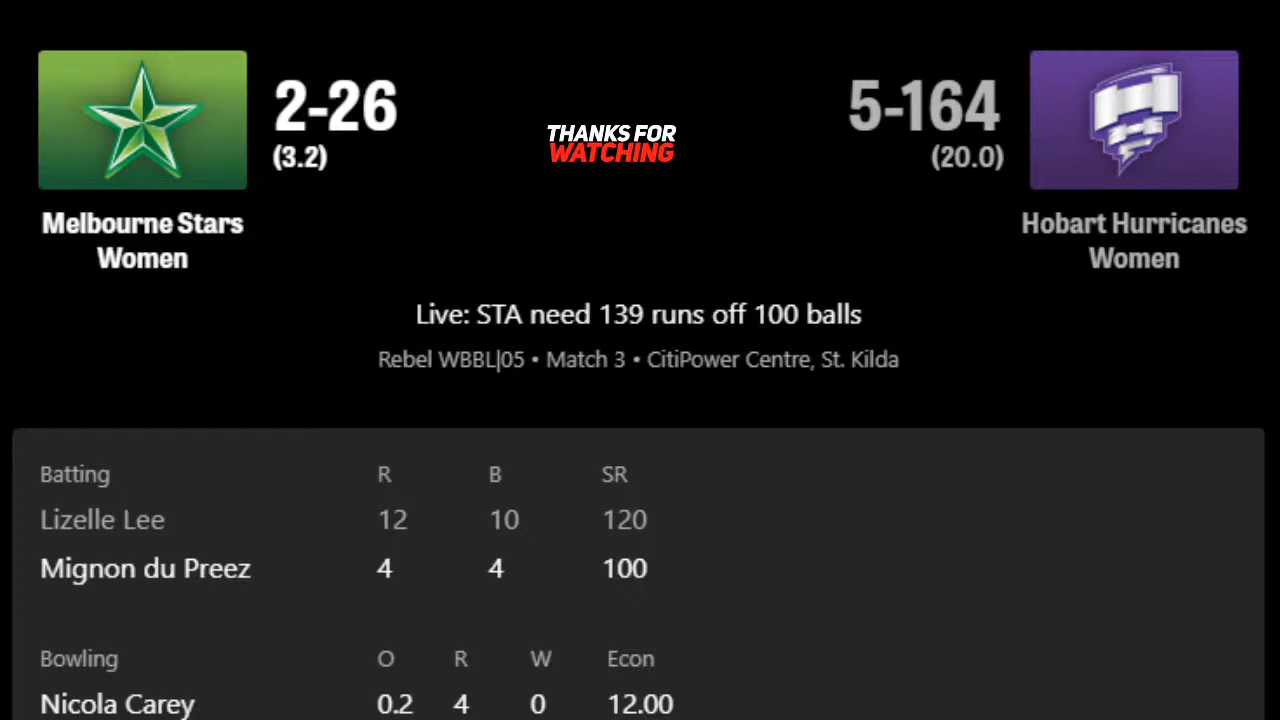 2-26
(3.2)
THANKS FOR
WATCHING
5-164
(20.0)
Melbourne Stars
Women
Hobart Hurricanes
Women
Live: STA need 139 runs off 100 balls
Rebel WBBL|05 • Match 3 • CitiPower Centre, St. Kilda
Batting R B SR
Lizelle Lee 12 10 120
Mignon du Preez 4 4 100
Bowling O R W Econ
Nicola Carey 0.2 4 0 12.00